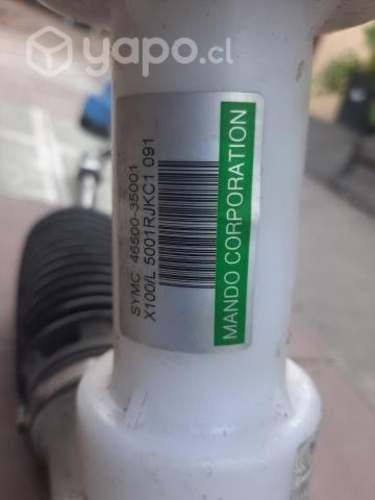 yapo.cl
SYMC 46500-35001
X100/L 5001RJKC1 091
MANDO CORPORATION